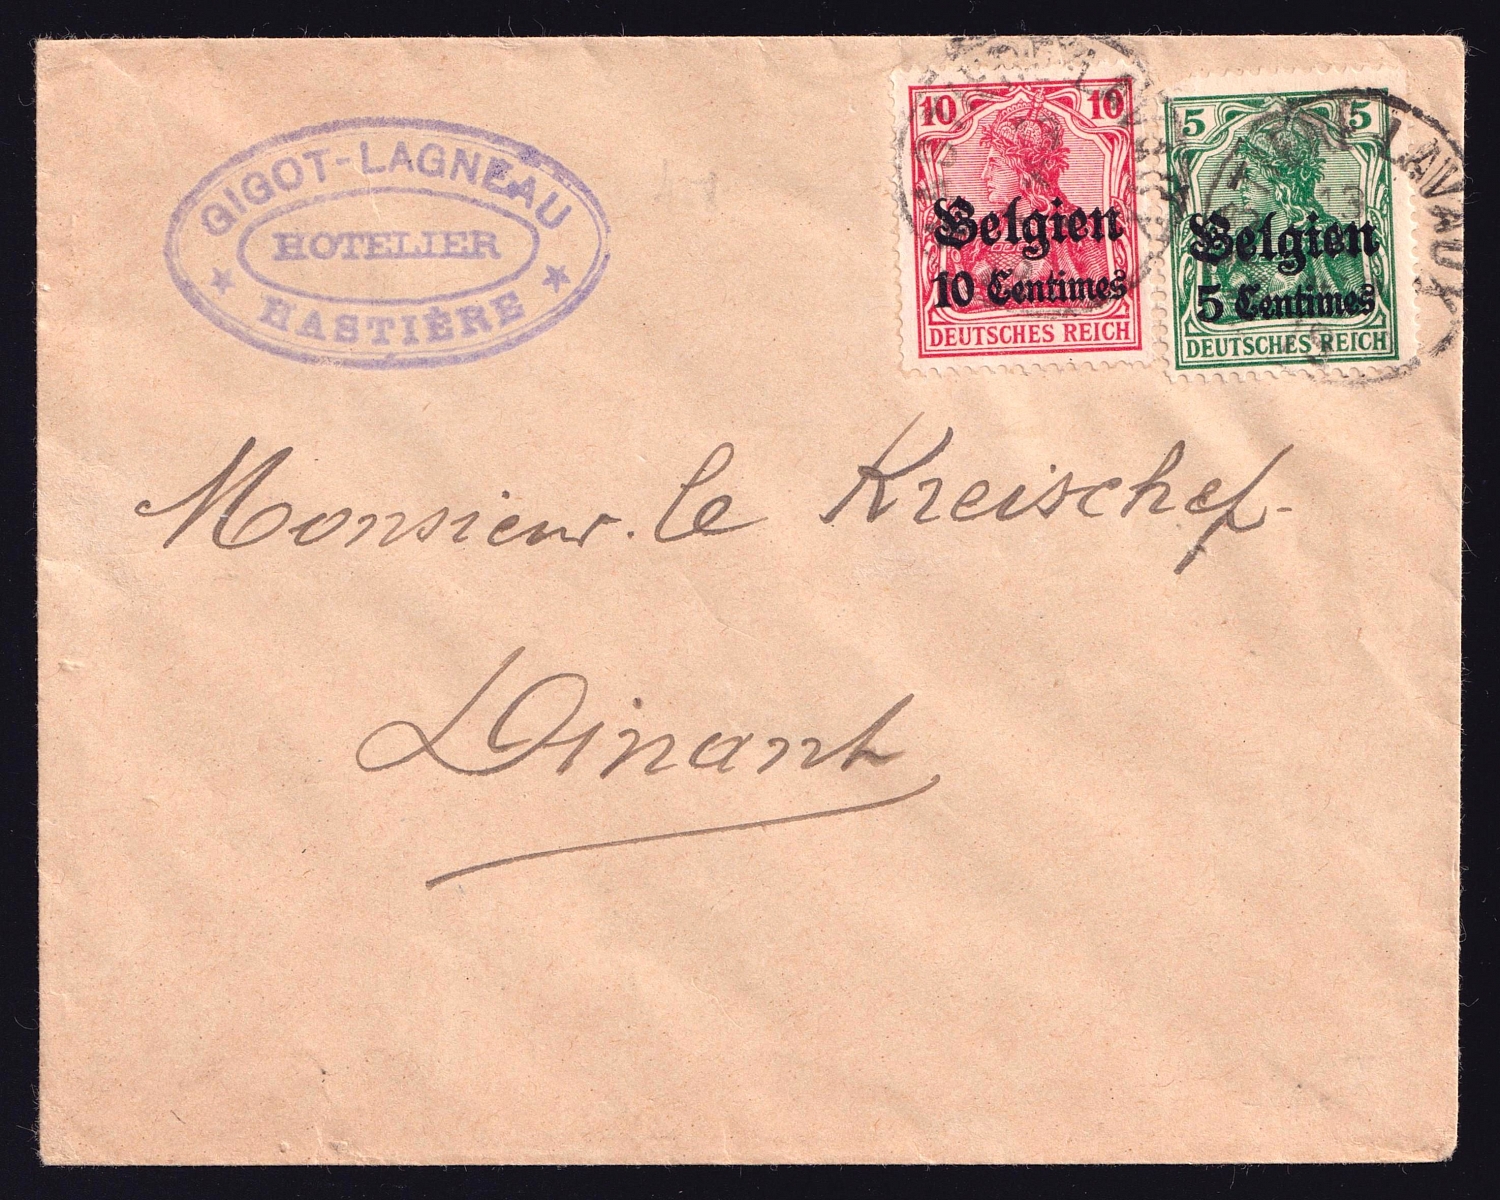 GIGOT-LAGNEAU
HOTELIER
★ HASTIÈRE ★
10 10
Belgien
10 Centimes
DEUTSCHES REICH
5 5
Belgien
5 Centimes
DEUTSCHES REICH
LAVAUX
Monsieur le Kreischef
Dinant